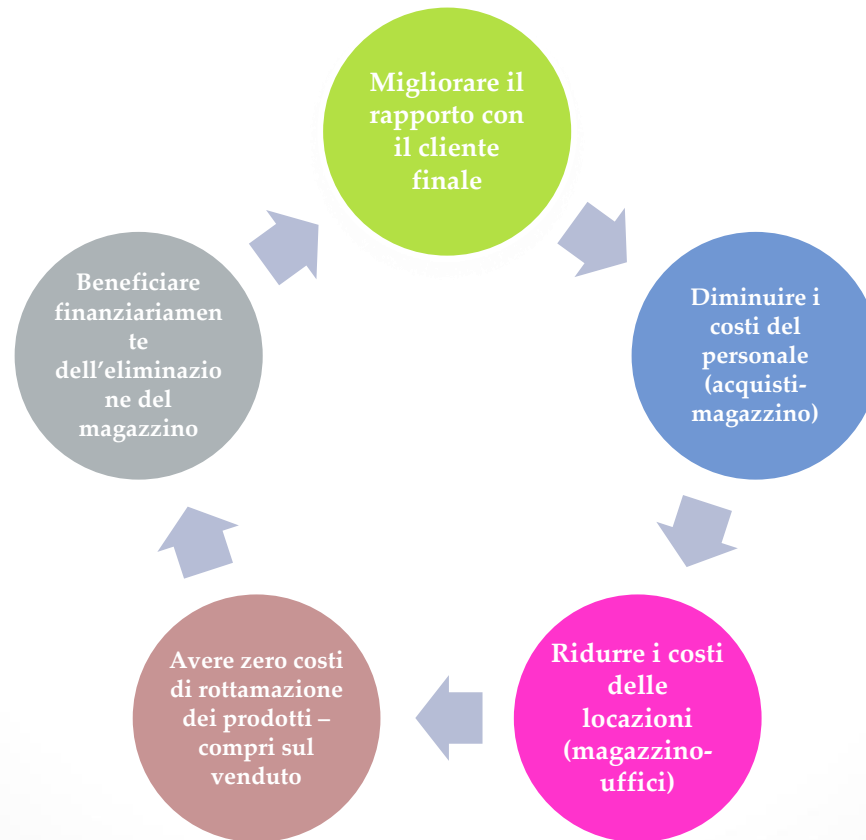 Migliorare il
rapporto con
il cliente
finale
Diminuire i
costi del
personale
(acquisti-
magazzino)
Ridurre i costi
delle
locazioni
(magazzino-
uffici)
Avere zero costi
di rottamazione
dei prodotti –
compri sul
venduto
Beneficiare
finanziariamen
te
dell’eliminazio
ne del
magazzino